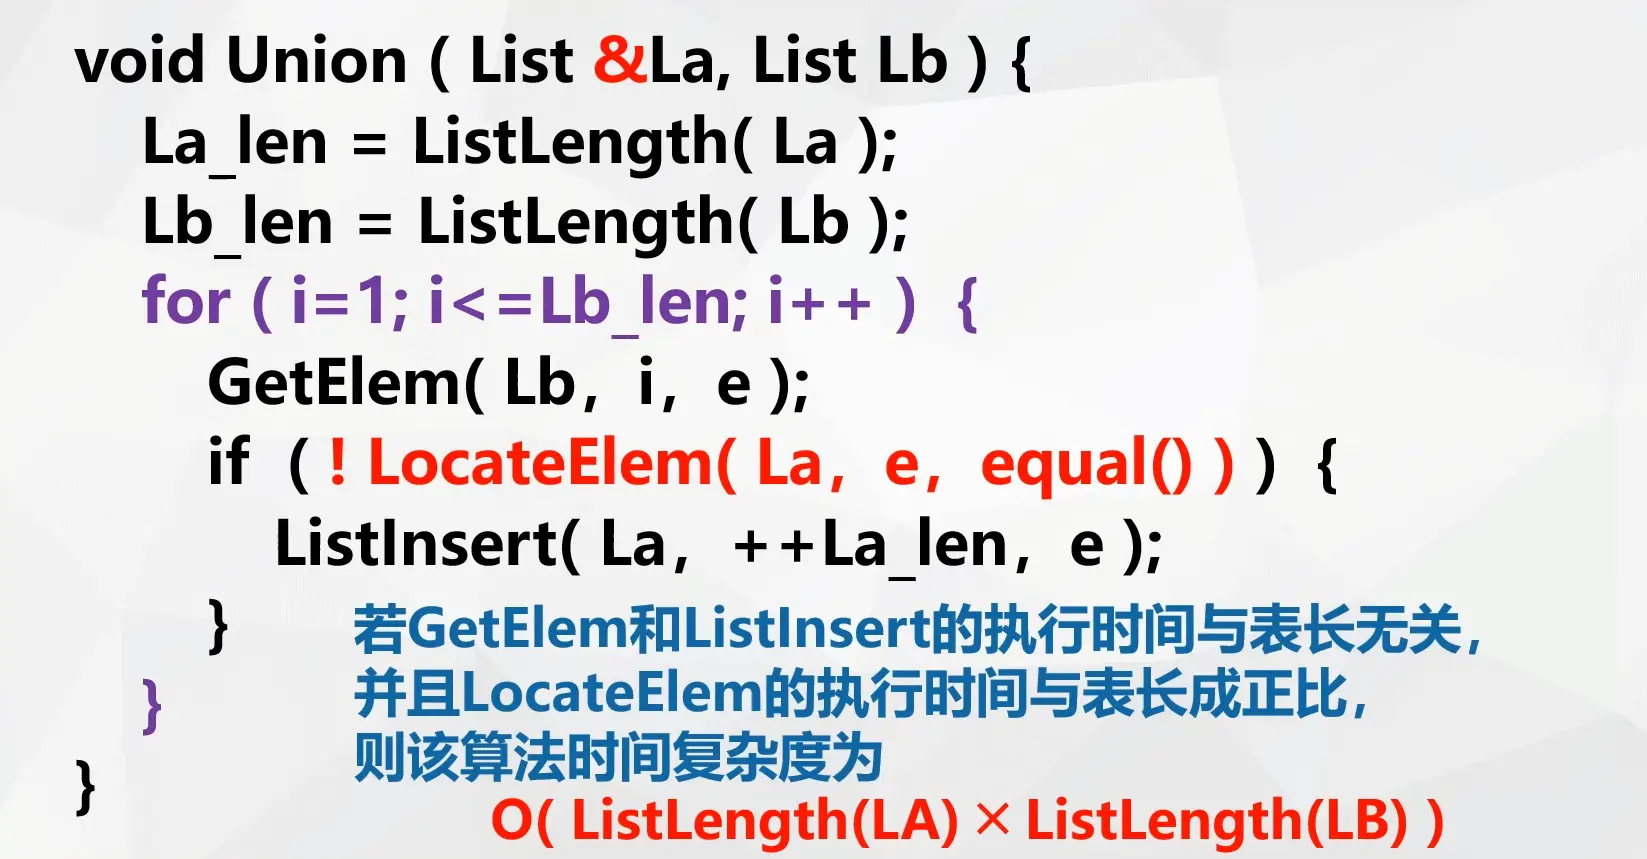 void Union ( List &La, List Lb ) {
La_len = ListLength( La );
Lb_len = ListLength( Lb );
for ( i=1; i<=Lb_len; i++ ) {
GetElem( Lb，i，e );
if ( ! LocateElem( La，e，equal() ) ) {
ListInsert( La，++La_len，e );
}
若GetElem和ListInsert的执行时间与表长无关，
并且LocateElem的执行时间与表长成正比，
}
则该算法时间复杂度为
}
O( ListLength(LA)×ListLength(LB) )